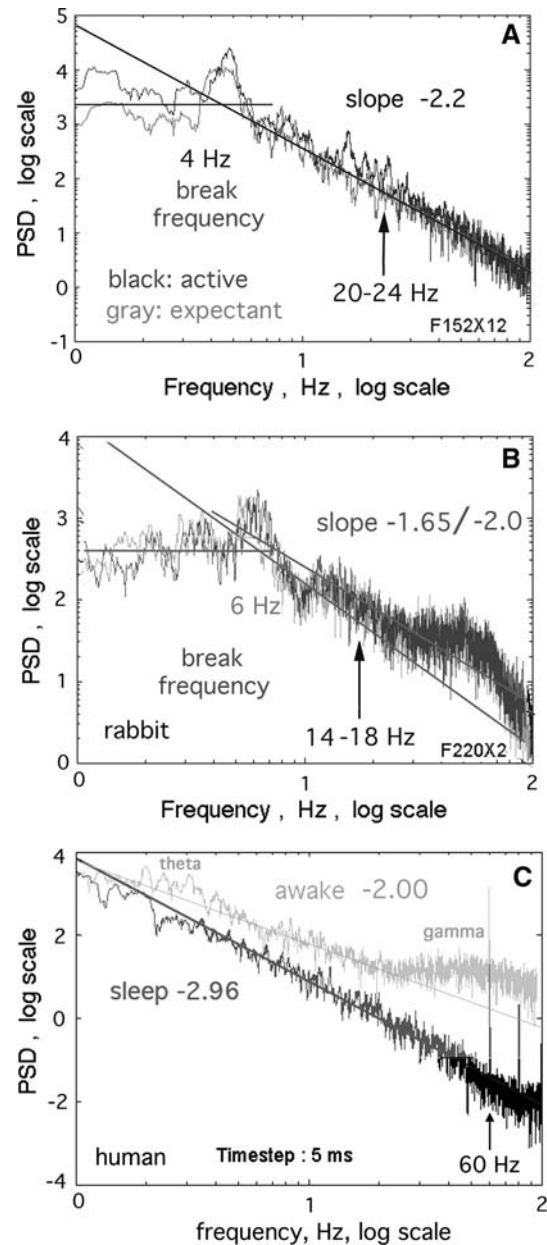 A
5
4
3
2
1
0
-1
PSD , log scale
slope -2.2
4 Hz
break
frequency
black: active
gray: expectant
20-24 Hz
F152X12
0
1
2
Frequency , Hz , log scale
B
4
3
2
1
0
PSD , log scale
slope -1.65/ -2.0
6 Hz
break
frequency
rabbit
14 -18 Hz
F220X2
0
1
2
Frequency , Hz , log scale
C
4
2
0
-2
-4
PSD , log scale
theta
awake -2.00
gamma
sleep -2.96
human
Timestep : 5 ms
60 Hz
0
1
2
frequency, Hz, log scale